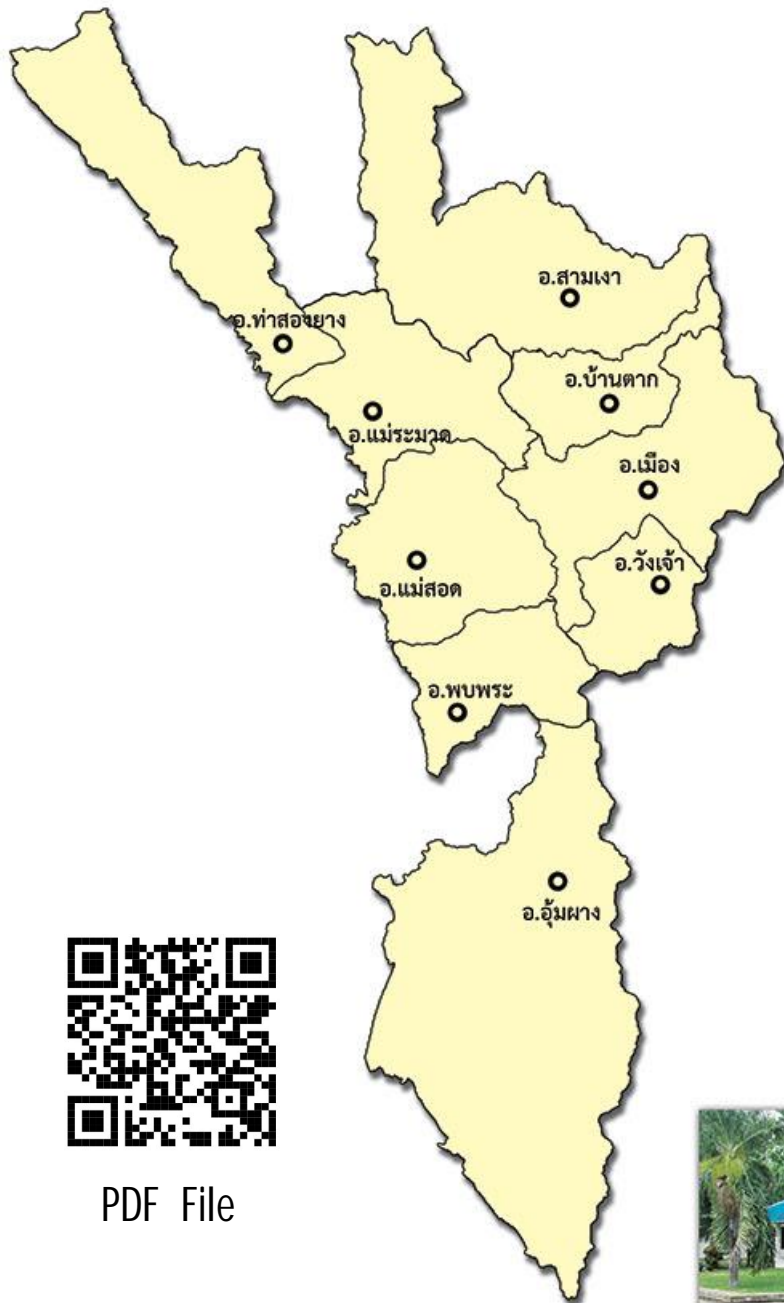 อ.สามเงา
อ.ท่าสองยาง
อ.บ้านตาก
อ.แม่ระมาด
อ.เมือง
อ.วังเจ้า
อ.แม่สอด
อ.พบพระ
อ.อุ้มผาง
PDF File